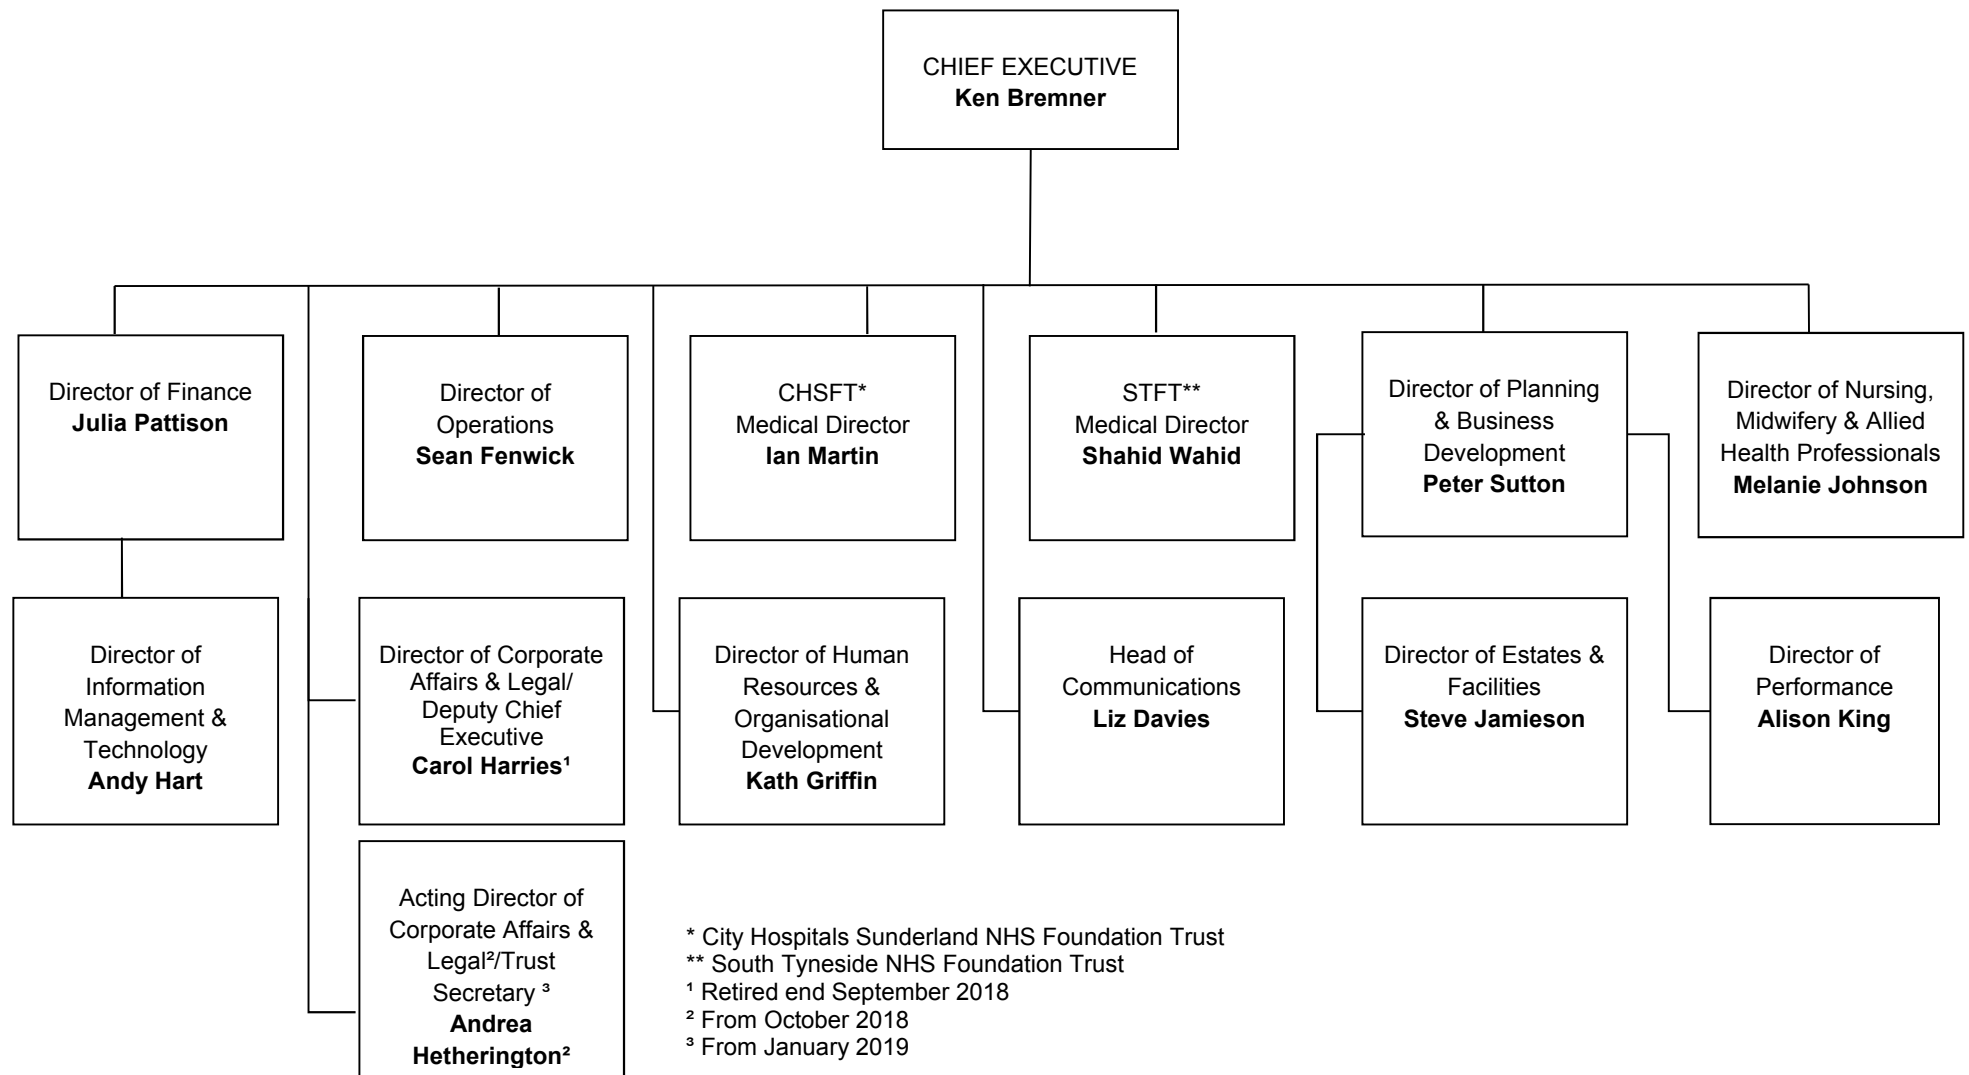 CHIEF EXECUTIVE
Ken Bremner
Director of Finance
Julia Pattison
Director of
Operations
Sean Fenwick
CHSFT*
Medical Director
Ian Martin
STFT**
Medical Director
Shahid Wahid
Director of Planning
& Business
Development
Peter Sutton
Director of Nursing,
Midwifery & Allied
Health Professionals
Melanie Johnson
Director of
Information
Management &
Technology
Andy Hart
Director of Corporate
Affairs & Legal/
Deputy Chief
Executive
Carol Harries¹
Director of Human
Resources &
Organisational
Development
Kath Griffin
Head of
Communications
Liz Davies
Director of Estates &
Facilities
Steve Jamieson
Director of
Performance
Alison King
Acting Director of
Corporate Affairs &
Legal²/Trust
Secretary ³
Andrea
Hetherington²
* City Hospitals Sunderland NHS Foundation Trust
** South Tyneside NHS Foundation Trust
¹ Retired end September 2018
² From October 2018
³ From January 2019